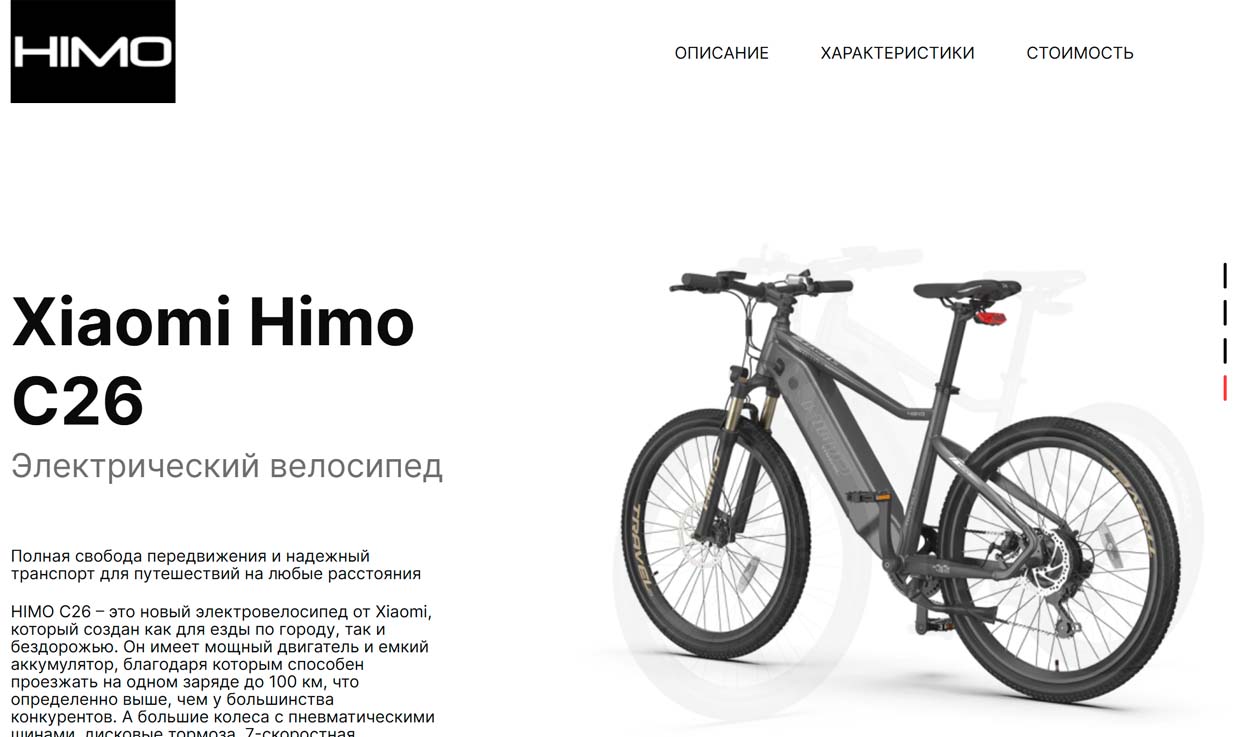 HIMO
ОПИСАНИЕ ХАРАКТЕРИСТИКИ СТОИМОСТЬ
Xiaomi Himo
C26
Электрический велосипед
Полная свобода передвижения и надежный
транспорт для путешествий на любые расстояния
HIMO C26 – это новый электровелосипед от Xiaomi,
который создан как для езды по городу, так и
бездорожью. Он имеет мощный двигатель и емкий
аккумулятор, благодаря которым способен
проезжать на одном заряде до 100 км, что
определенно выше, чем у большинства
конкурентов. А большие колеса с пневматическими
шинами, дисковые тормоза, 7-скоростная